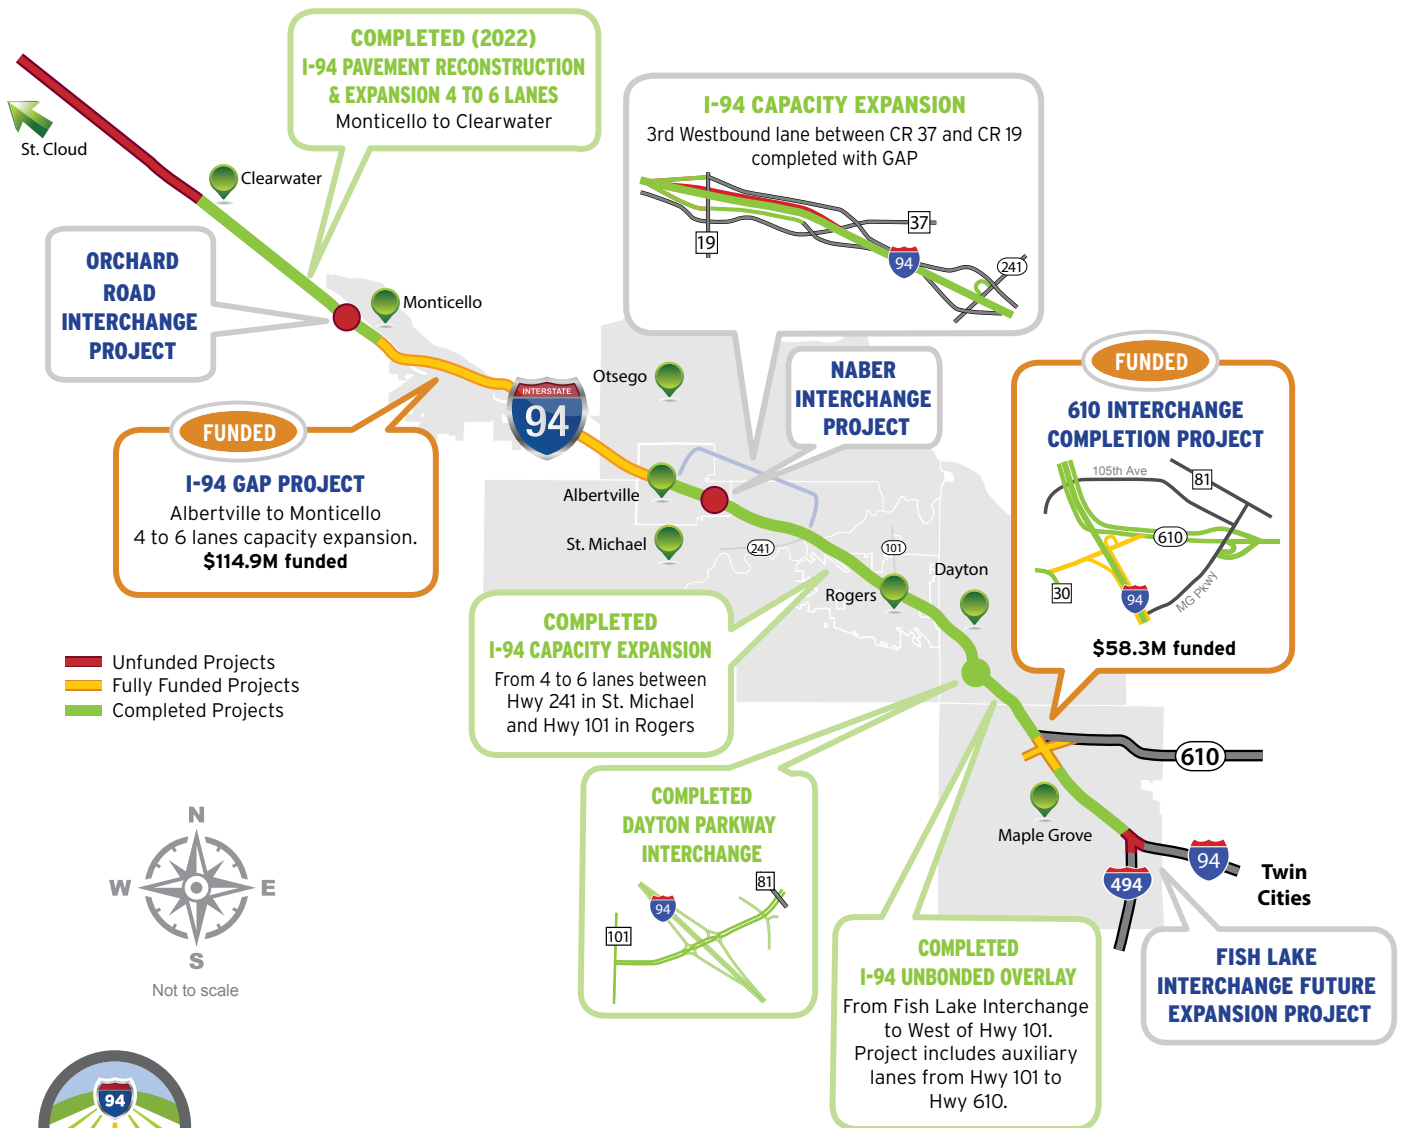 COMPLETED (2022)
I-94 PAVEMENT RECONSTRUCTION
& EXPANSION 4 TO 6 LANES
Monticello to Clearwater
St. Cloud
Clearwater
I-94 CAPACITY EXPANSION
3rd Westbound lane between CR 37 and CR 19
completed with GAP
19
37
94
241
ORCHARD
ROAD
INTERCHANGE
PROJECT
Monticello
INTERSTATE
94
Otsego
NABER
INTERCHANGE
PROJECT
FUNDED
610 INTERCHANGE
COMPLETION PROJECT
105th Ave
81
610
30
94
MG Pkwy
$58.3M funded
FUNDED
I-94 GAP PROJECT
Albertville to Monticello
4 to 6 lanes capacity expansion.
$114.9M funded
Albertville
St. Michael
241
101
Rogers
Dayton
Unfunded Projects
Fully Funded Projects
Completed Projects
COMPLETED
I-94 CAPACITY EXPANSION
From 4 to 6 lanes between
Hwy 241 in St. Michael
and Hwy 101 in Rogers
610
Maple Grove
94
494
Twin
Cities
COMPLETED
DAYTON PARKWAY
INTERCHANGE
81
94
101
N
W
E
S
Not to scale
COMPLETED
I-94 UNBONDED OVERLAY
From Fish Lake Interchange
to West of Hwy 101.
Project includes auxiliary
lanes from Hwy 101 to
Hwy 610.
FISH LAKE
INTERCHANGE FUTURE
EXPANSION PROJECT
94